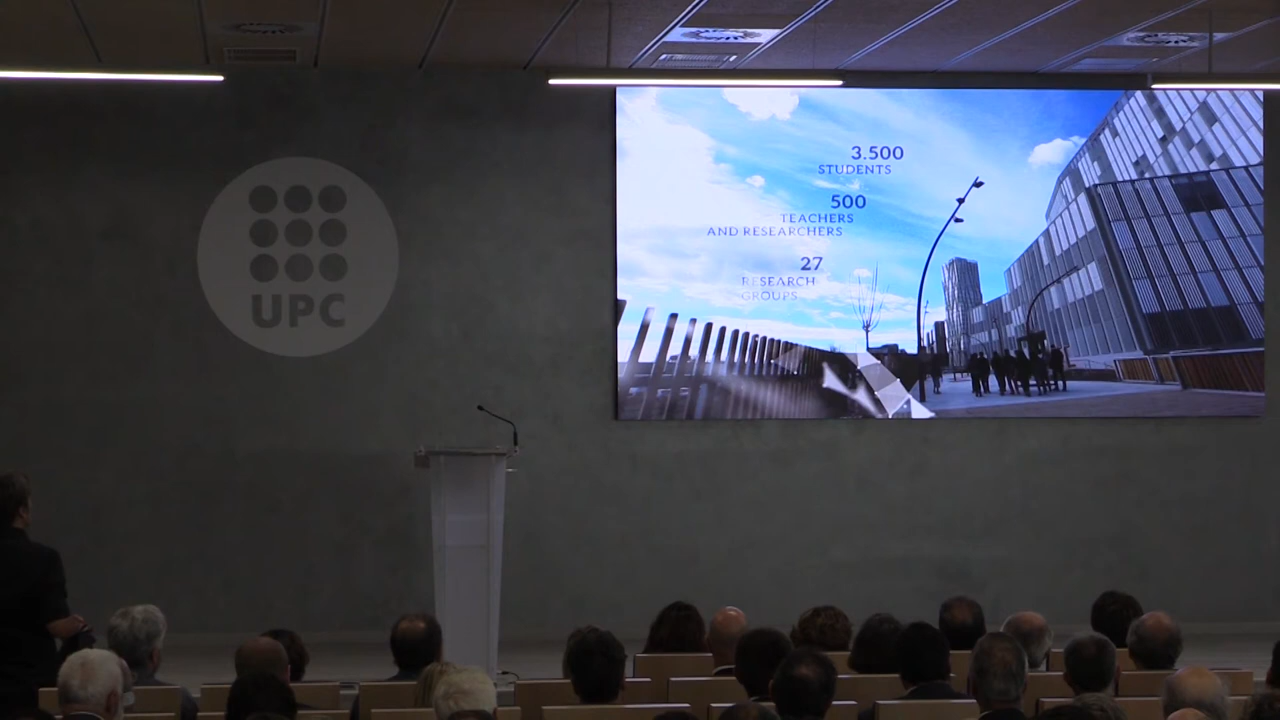 UPC
3.500
STUDENTS
500
TEACHERS
AND RESEARCHERS
27
RESEARCH
GROUPS